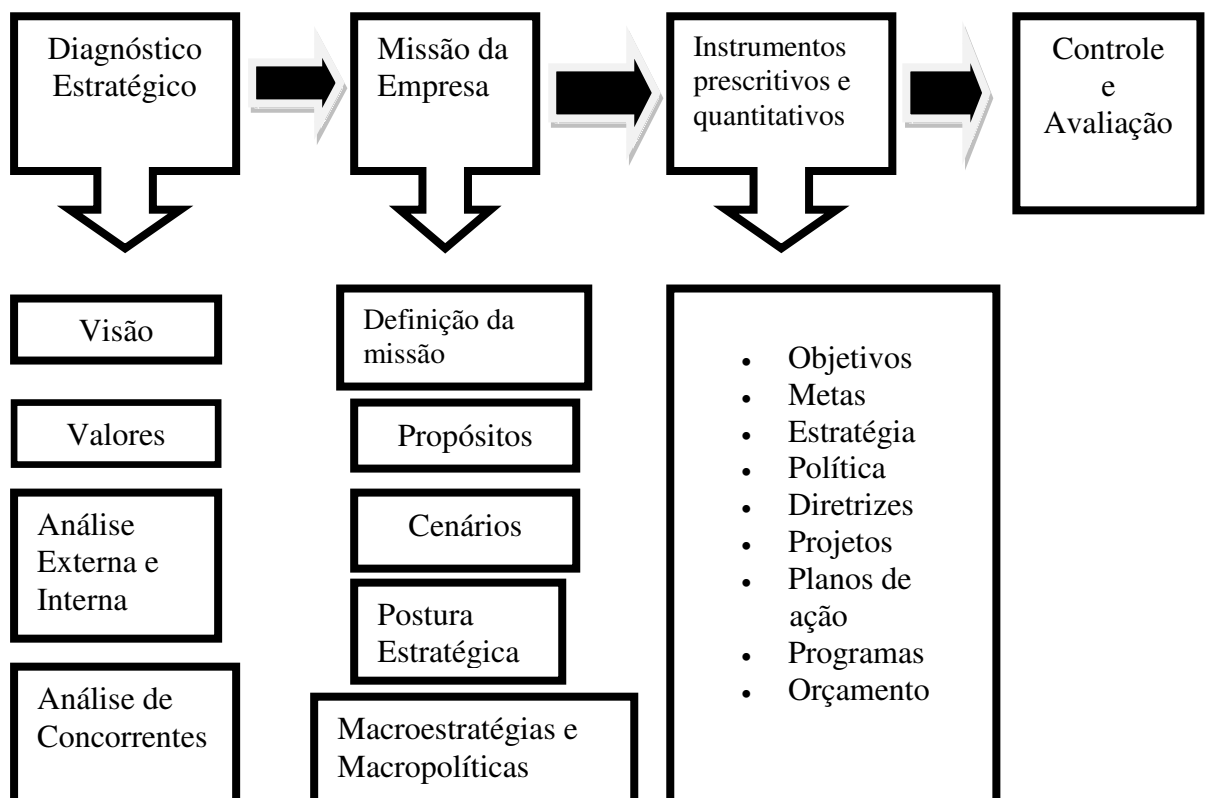 Diagnóstico
Estratégico
Missão da
Empresa
Instrumentos
prescritivos e
quantitativos
Controle
e
Avaliação
Visão
Valores
Análise
Externa e
Interna
Análise de
Concorrentes
Definição da
missão
Propósitos
Cenários
Postura
Estratégica
Macroestratégias e
Macropolíticas
• Objetivos
• Metas
• Estratégia
• Política
• Diretrizes
• Projetos
• Planos de
ação
• Programas
• Orçamento